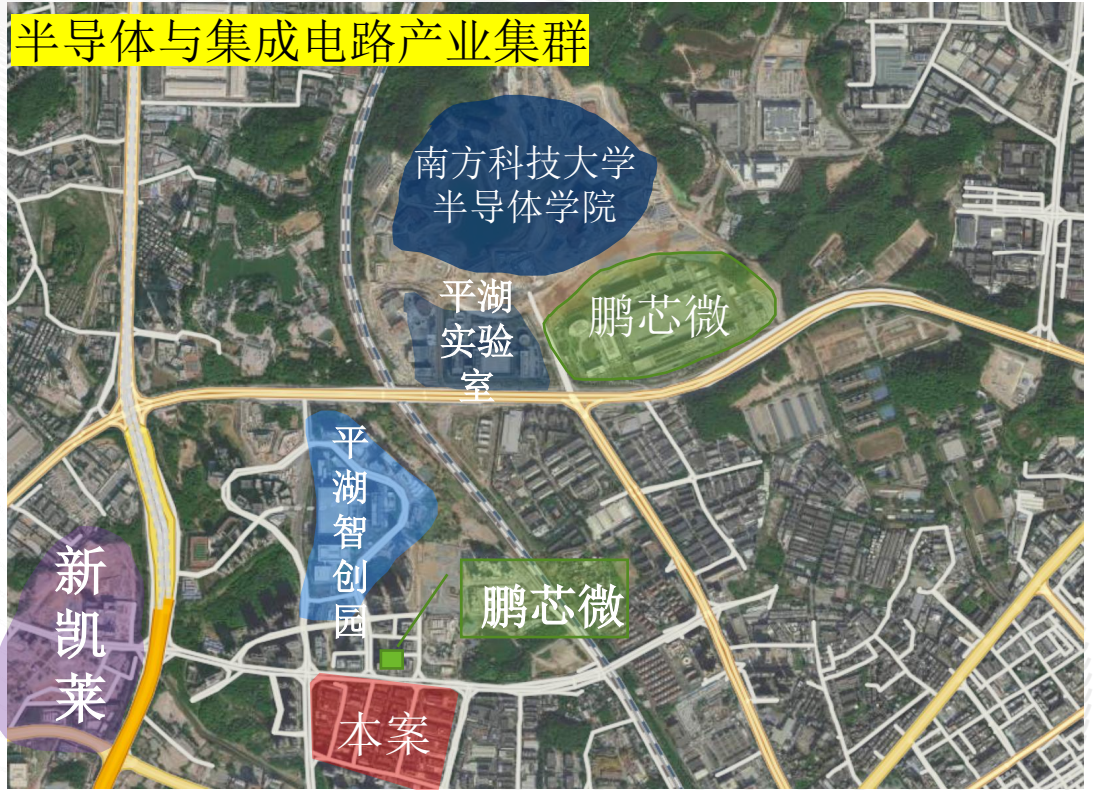 半导体与集成电路产业集群
南方科技大学
半导体学院
平湖
实验
室
鹏芯微
平
湖
智
创
园
新
凯
莱
鹏芯微
本案